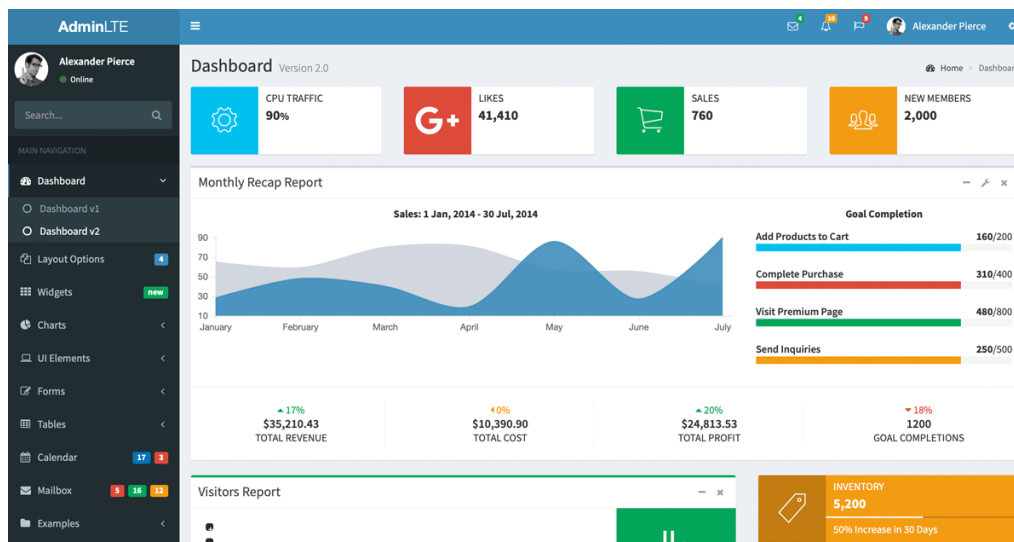 AdminLTE
4
10
9
Alexander Pierce
Alexander Pierce
Online
Search...
MAIN NAVIGATION
Dashboard
Dashboard v1
Dashboard v2
Layout Options 4
Widgets new
Charts
UI Elements
Forms
Tables
Calendar 17 3
Mailbox 5 16 12
Examples
Dashboard Version 2.0
Home > Dashboar
CPU TRAFFIC
90%
G+
LIKES
41,410
SALES
760
NEW MEMBERS
2,000
Monthly Recap Report
Sales: 1 Jan, 2014 - 30 Jul, 2014
90
70
50
30
10
January February March April May June July
Goal Completion
Add Products to Cart 160/200
Complete Purchase 310/400
Visit Premium Page 480/800
Send Inquiries 250/500
17%
$35,210.43
TOTAL REVENUE
0%
$10,390.90
TOTAL COST
20%
$24,813.53
TOTAL PROFIT
18%
1200
GOAL COMPLETIONS
Visitors Report
INVENTORY
5,200
50% Increase in 30 Days